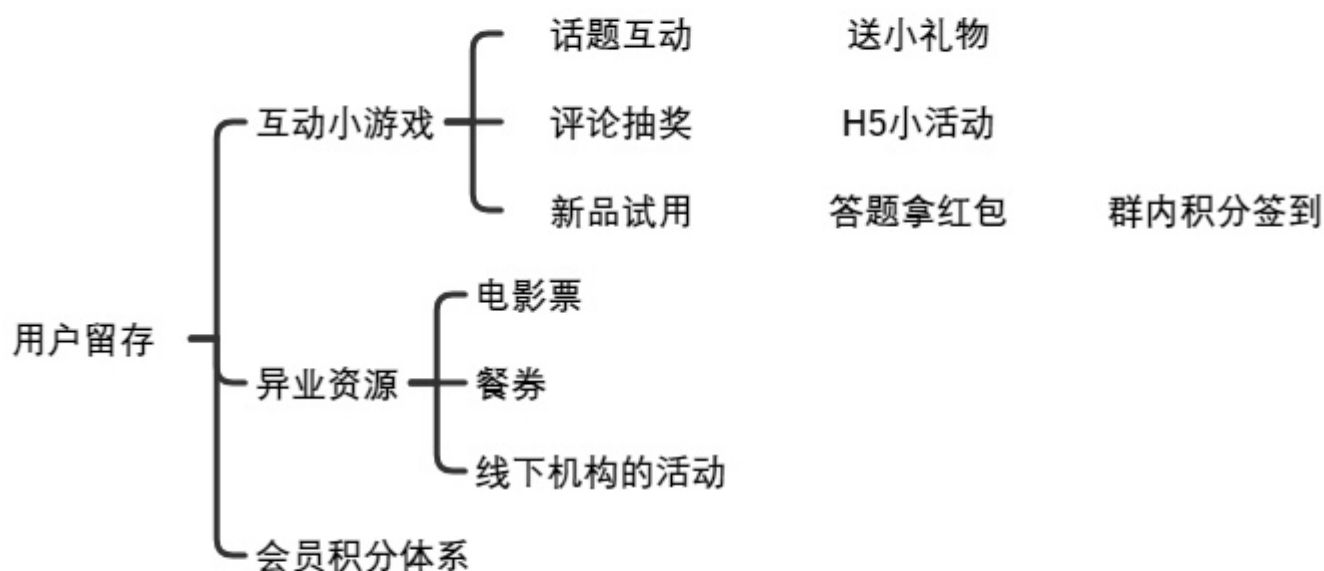 话题互动 送小礼物
互动小游戏 评论抽奖 H5小活动
新品试用 答题拿红包 群内积分签到
电影票
用户留存
异业资源 餐券
线下机构的活动
会员积分体系